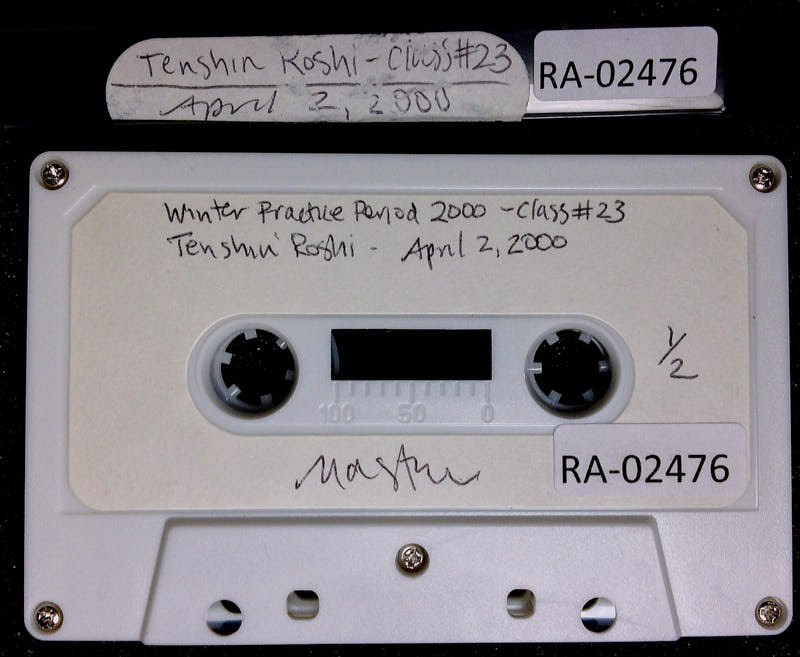 Tenshin Roshi - Class #23
April 2, 2000
RA-02476
Winter Practice Period 2000 - Class #23
Tenshin Roshi - April 2, 2000
1/2
100 50 0
Master
RA-02476